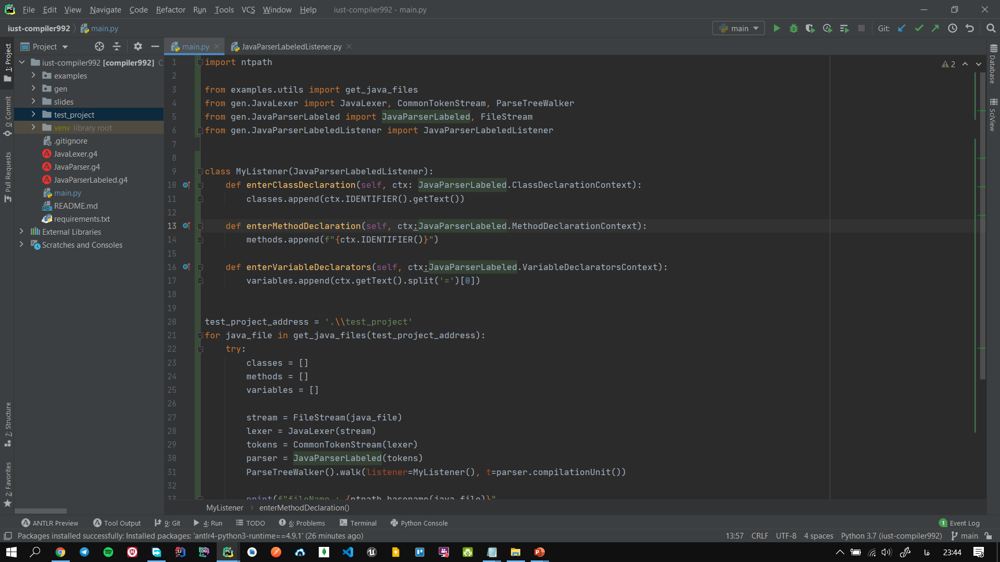 File Edit View Navigate Code Refactor Run Tools VCS Window Help iust-compiler992 - main.py
iust-compiler992 main.py main Git:
1: Project
0: Commit
Pull Requests
7: Structure
2: Favorites
Project
iust-compiler992 [compiler992] C
examples
gen
slides
test_project
venv library root
.gitignore
JavaLexer.g4
JavaParser.g4
JavaParserLabeled.g4
main.py
README.md
requirements.txt
External Libraries
Scratches and Consoles
main.py JavaParserLabeledListener.py
2
1 import ntpath
2
3 from examples.utils import get_java_files
4 from gen.JavaLexer import JavaLexer, CommonTokenStream, ParseTreeWalker
5 from gen.JavaParserLabeled import JavaParserLabeled, FileStream
6 from gen.JavaParserLabeledListener import JavaParserLabeledListener
7
8
9 class MyListener(JavaParserLabeledListener):
10 def enterClassDeclaration(self, ctx: JavaParserLabeled.ClassDeclarationContext):
11 classes.append(ctx.IDENTIFIER().getText())
12
13 def enterMethodDeclaration(self, ctx:JavaParserLabeled.MethodDeclarationContext):
14 methods.append(f"{ctx.IDENTIFIER()}")
15
16 def enterVariableDeclarators(self, ctx:JavaParserLabeled.VariableDeclaratorsContext):
17 variables.append(ctx.getText().split('=')[0])
18
19
20 test_project_address = '.\\test_project'
21 for java_file in get_java_files(test_project_address):
22 try:
23 classes = []
24 methods = []
25 variables = []
26
27 stream = FileStream(java_file)
28 lexer = JavaLexer(stream)
29 tokens = CommonTokenStream(lexer)
30 parser = JavaParserLabeled(tokens)
31 ParseTreeWalker().walk(listener=MyListener(), t=parser.compilationUnit())
32
33 print(f"fileName : {ntpath.basename(java_file)}"
Database
SciView
MyListener enterMethodDeclaration()
ANTLR Preview Tool Output 9: Git 4: Run TODO 6: Problems Terminal Python Console 1 Event Log
Packages installed successfully: Installed packages: 'antlr4-python3-runtime==4.9.1' (26 minutes ago) 13:57 CRLF UTF-8 4 spaces Python 3.7 (iust-compiler992) main
فا 23:44